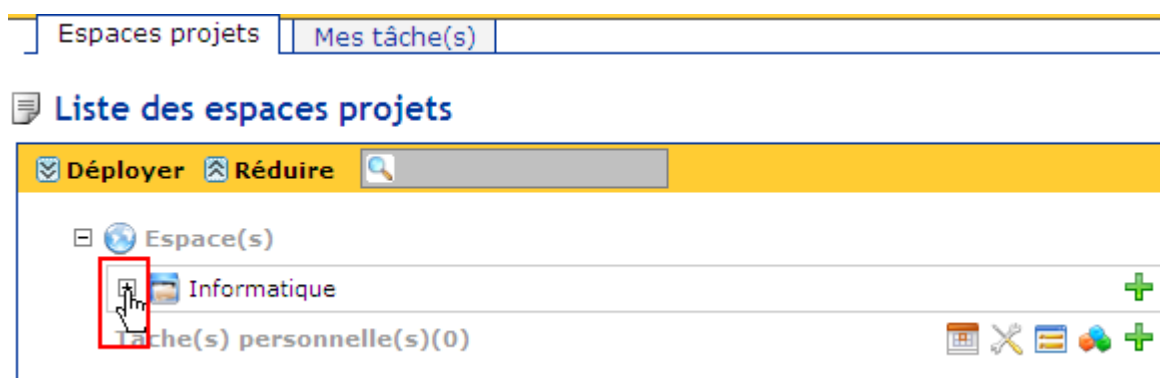 Espaces projets Mes tâche(s)
Liste des espaces projets
Déployer Réduire
Espace(s)
Informatique
Tâche(s) personnelle(s)(0)